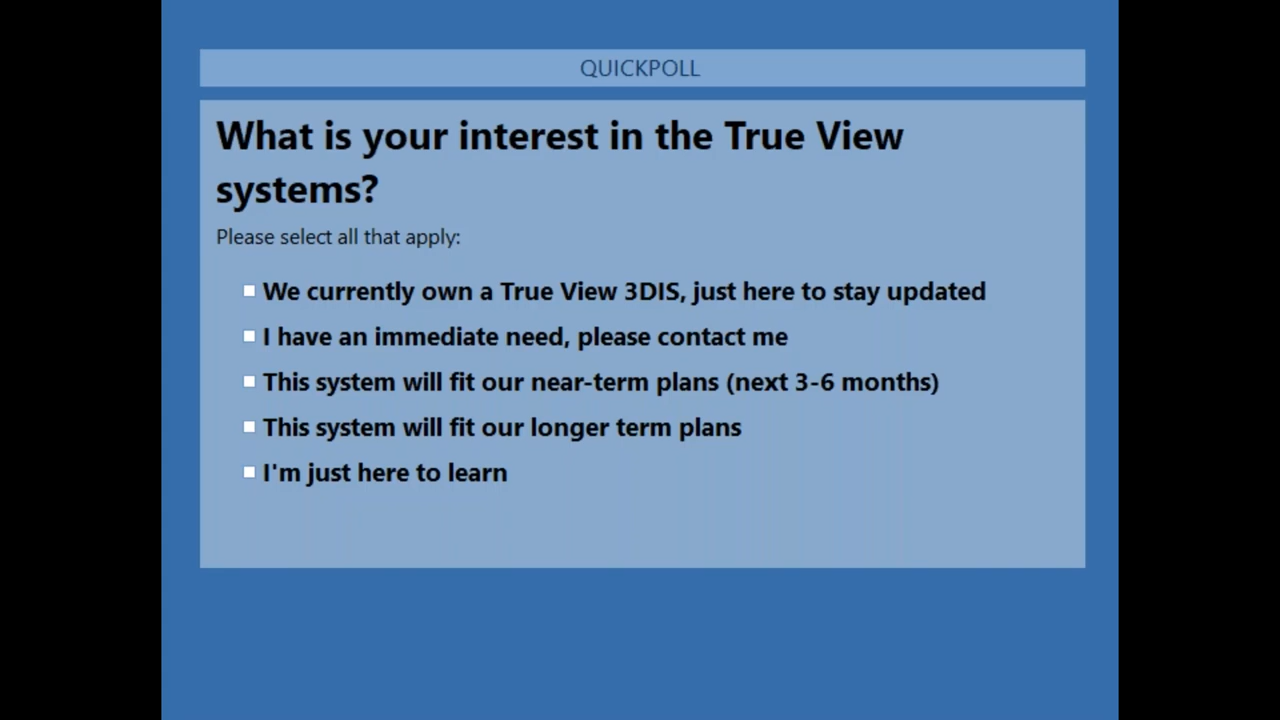 QUICKPOLL
What is your interest in the True View
systems?
Please select all that apply:
We currently own a True View 3DIS, just here to stay updated
I have an immediate need, please contact me
This system will fit our near-term plans (next 3-6 months)
This system will fit our longer term plans
I'm just here to learn